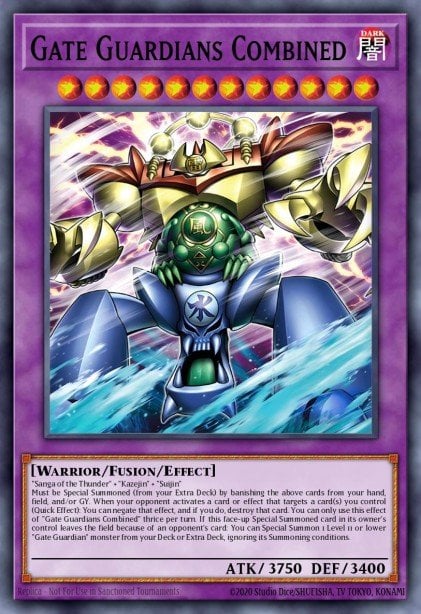 GATE GUARDIANS COMBINED
DARK
闇
雷
風
水
[WARRIOR/FUSION/EFFECT]
"Sanga of the Thunder" + "Kazejin" + "Suijin"
Must be Special Summoned (from your Extra Deck) by banishing the above cards from your hand,
field, and/or GY. When your opponent activates a card or effect that targets a card(s) you control
(Quick Effect): You can negate that effect, and if you do, destroy that card. You can only use this effect
of "Gate Guardians Combined" thrice per turn. If this face-up Special Summoned card in its owner's
control leaves the field because of an opponent's card: You can Special Summon 1 Level 11 or lower
"Gate Guardian" monster from your Deck or Extra Deck, ignoring its Summoning conditions.
ATK/ 3750 DEF/3400
Replica - Not For Use in Sanctioned Tournaments
©2020 Studio Dice/SHUEISHA, TV TOKYO, KONAMI